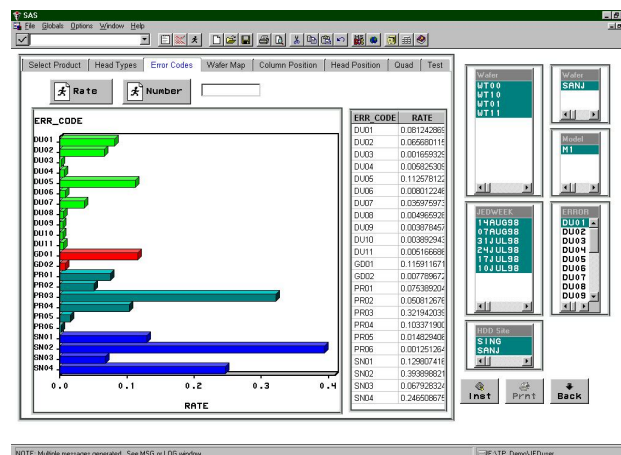 SAS
File Globals Options Window Help
Select Product Head Types Error Codes Wafer Map Column Position Head Position Quad Test
Rate Number
ERR_CODE
DU01
DU02
DU03
DU04
DU05
DU06
DU07
DU08
DU09
DU10
DU11
GD01
GD02
PR01
PR02
PR03
PR04
PR05
PR06
SN01
SN02
SN03
SN04
0.0 0.1 0.2 0.3 0.4
RATE
ERR_CODE RATE
DU01 0.081242869
DU02 0.065680115
DU03 0.001659329
DU04 0.005825309
DU05 0.112578122
DU06 0.008012246
DU07 0.035975973
DU08 0.004965928
DU09 0.003878457
DU10 0.003892943
DU11 0.005166686
GD01 0.115911671
GD02 0.007789672
PR01 0.075389204
PR02 0.050812676
PR03 0.321942039
PR04 0.103371900
PR05 0.014829406
PR06 0.001251264
SN01 0.129807416
SN02 0.393898821
SN03 0.067928324
SN04 0.246508675
Wafer
WT00
WT10
WT01
WT11
Wafer
SANJ
Model
M1
JEDWEEK
14AUG98
07AUG98
31JUL98
24JUL98
17JUL98
10JUL98
ERROR
DU01
DU02
DU03
DU04
DU05
DU06
DU07
DU08
DU09
HDD Site
SING
SANJ
Inst Prnt Back
NOTE: Multiple messages generated. See MSG or LOG window.